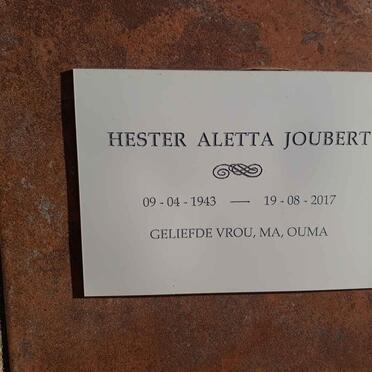 HESTER ALETTA JOUBERT
09 - 04 - 1943 — 19 - 08 - 2017
GELIEFDE VROU, MA, OUMA